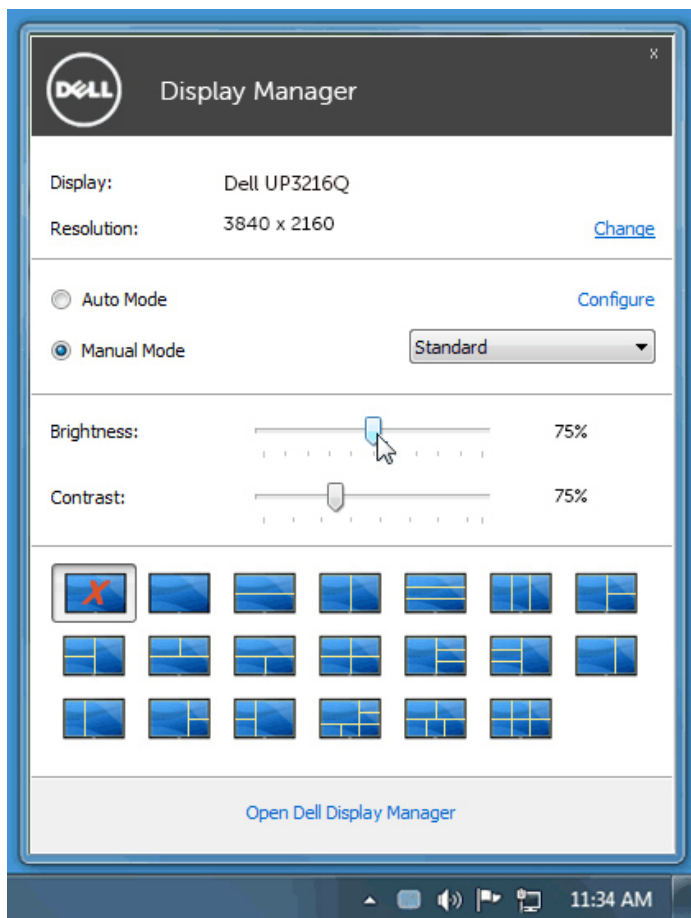 x
DELL
Display Manager
Display: Dell UP3216Q
Resolution: 3840 x 2160 Change
Auto Mode Configure
Manual Mode Standard
Brightness: 75%
Contrast: 75%
Open Dell Display Manager
11:34 AM